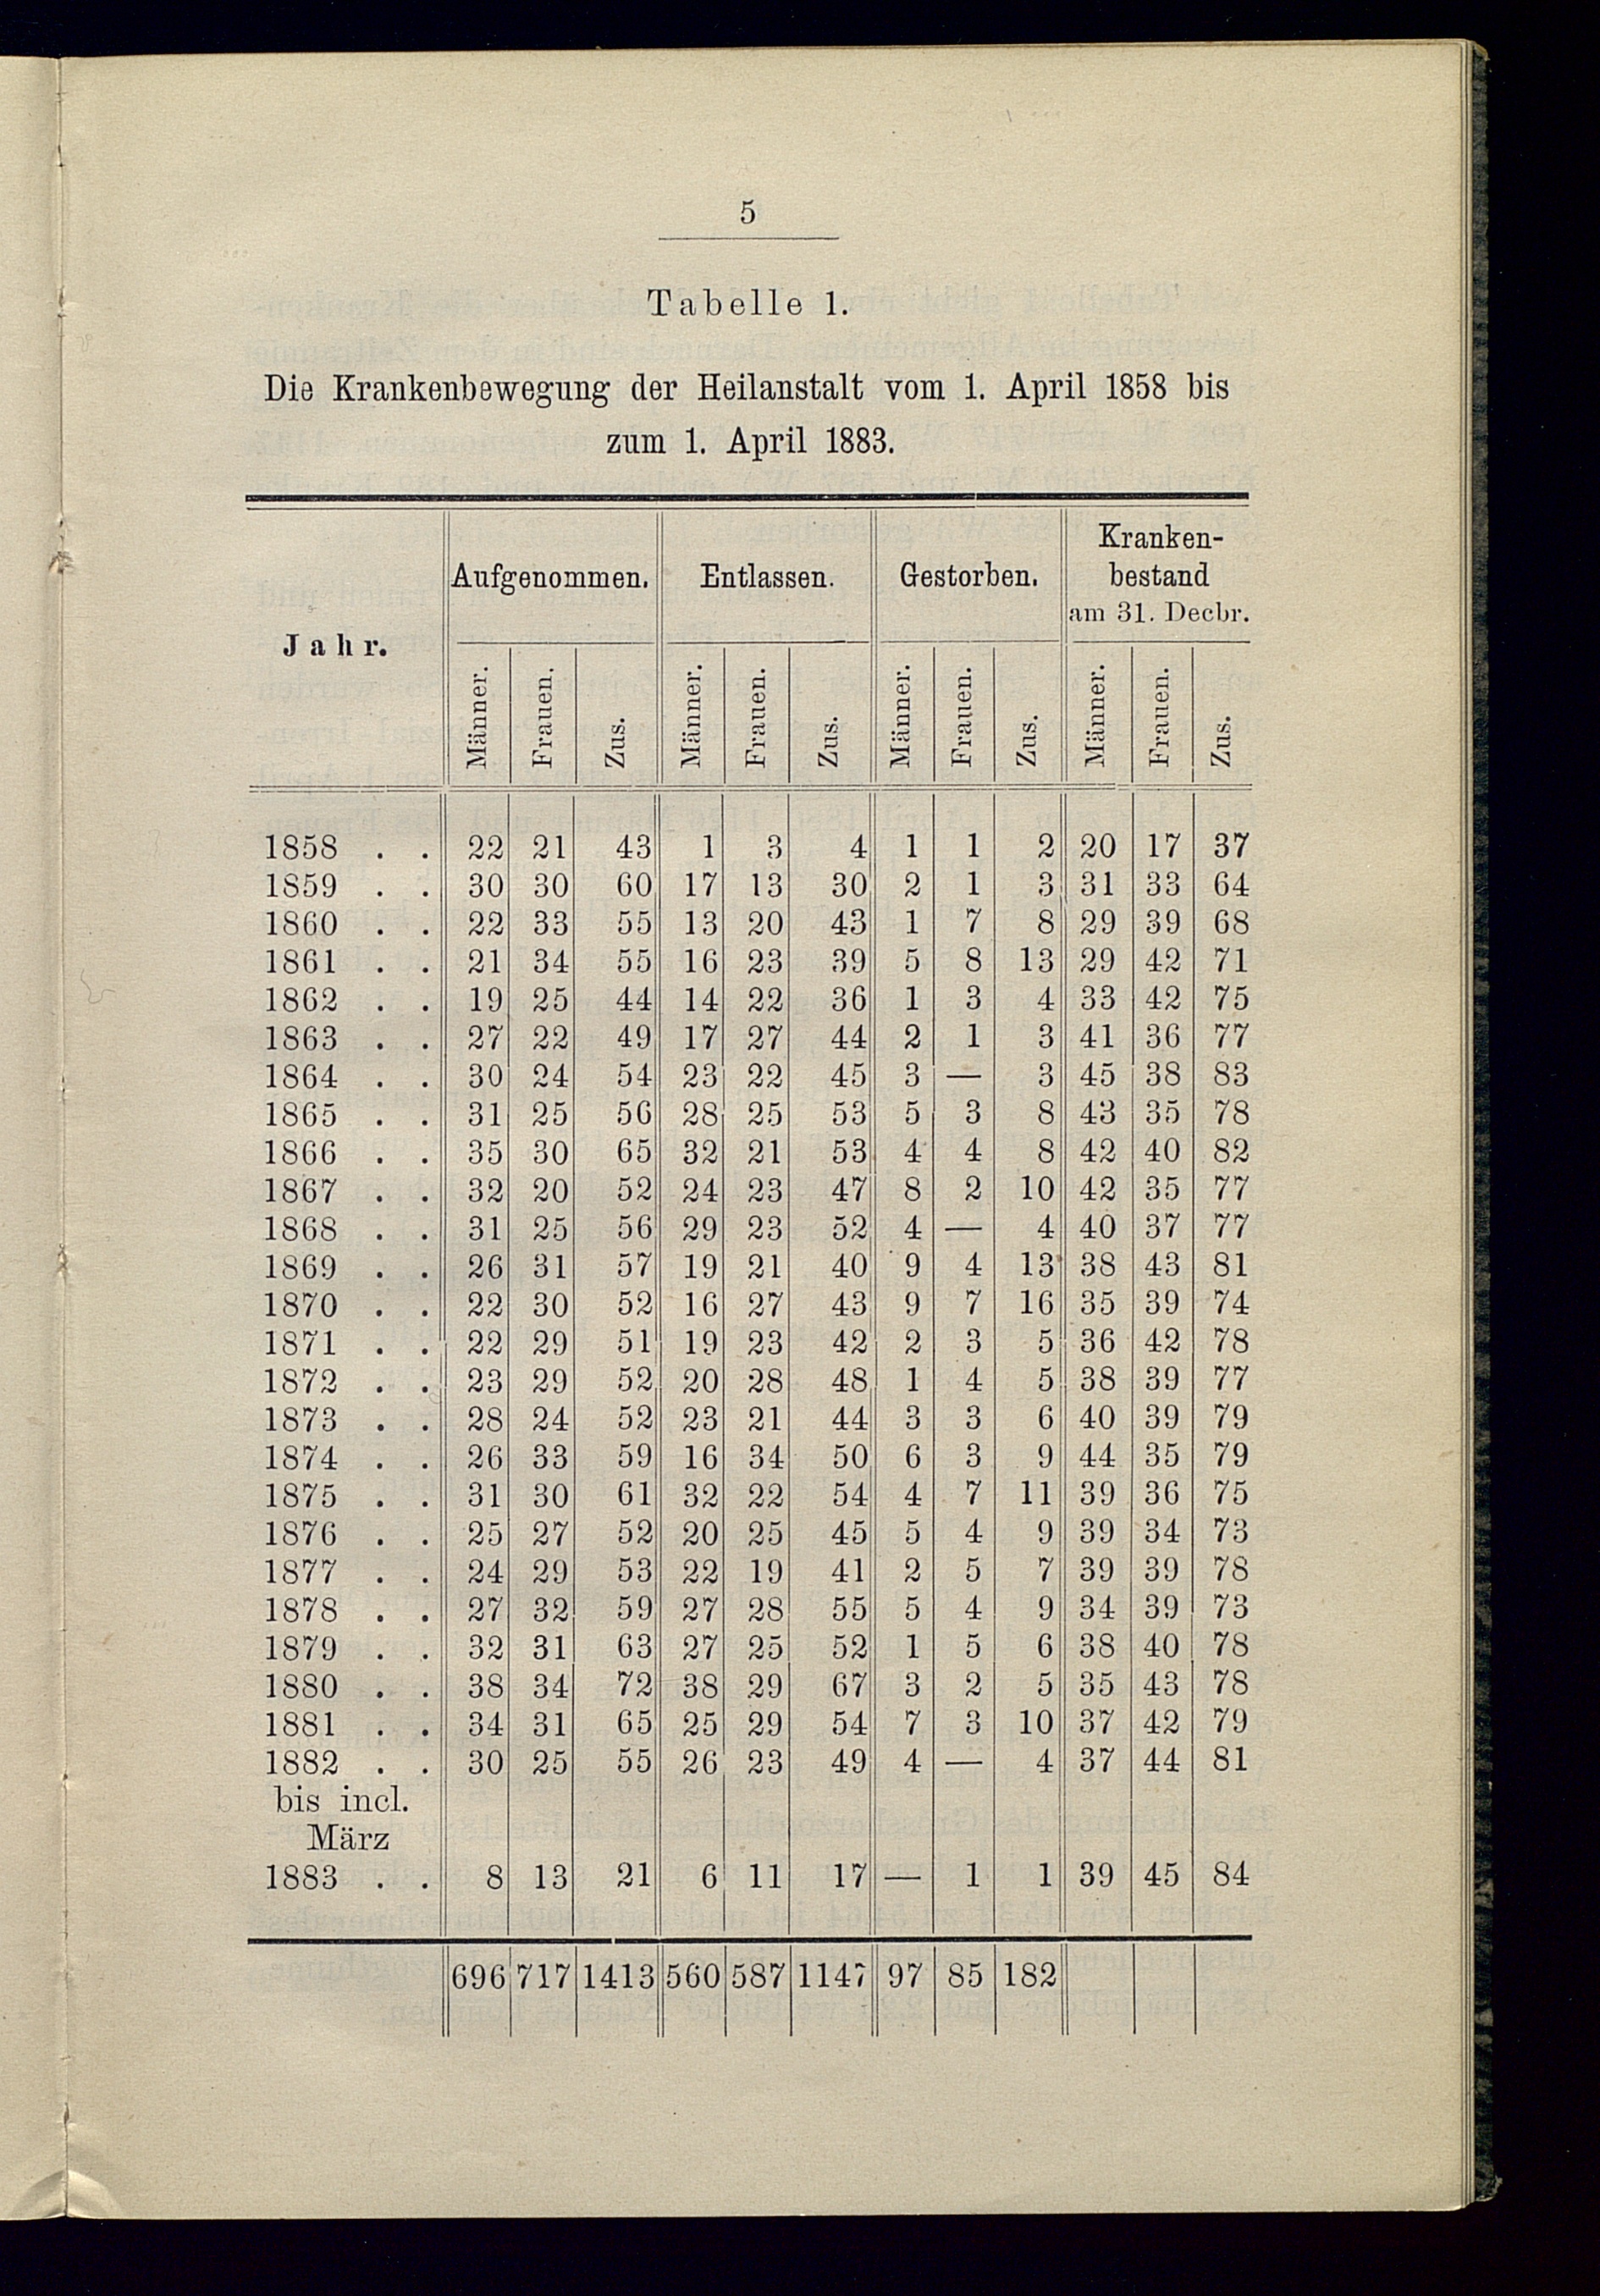 5
Tabelle 1.
Die Krankenbewegung der Heilanstalt vom 1. April 1858 bis
zum 1. April 1883.
Jahr. Aufgenommen. Entlassen. Gestorben. Kranken-
bestand
am 31. Decbr.
Männer. Frauen. Zus. Männer. Frauen. Zus. Männer. Frauen. Zus. Männer. Frauen. Zus.
1858 . . 22 21 43 1 3 4 1 1 2 20 17 37
1859 . . 30 30 60 17 13 30 2 1 3 31 33 64
1860 . . 22 33 55 13 20 43 1 7 8 29 39 68
1861 . . 21 34 55 16 23 39 5 8 13 29 42 71
1862 . . 19 25 44 14 22 36 1 3 4 33 42 75
1863 . . 27 22 49 17 27 44 2 1 3 41 36 77
1864 . . 30 24 54 23 22 45 3 — 3 45 38 83
1865 . . 31 25 56 28 25 53 5 3 8 43 35 78
1866 . . 35 30 65 32 21 53 4 4 8 42 40 82
1867 . . 32 20 52 24 23 47 8 2 10 42 35 77
1868 . . 31 25 56 29 23 52 4 — 4 40 37 77
1869 . . 26 31 57 19 21 40 9 4 13 38 43 81
1870 . . 22 30 52 16 27 43 9 7 16 35 39 74
1871 . . 22 29 51 19 23 42 2 3 5 36 42 78
1872 . . 23 29 52 20 28 48 1 4 5 38 39 77
1873 . . 28 24 52 23 21 44 3 3 6 40 39 79
1874 . . 26 33 59 16 34 50 6 3 9 44 35 79
1875 . . 31 30 61 32 22 54 4 7 11 39 36 75
1876 . . 25 27 52 20 25 45 5 4 9 39 34 73
1877 . . 24 29 53 22 19 41 2 5 7 39 39 78
1878 . . 27 32 59 27 28 55 5 4 9 34 39 73
1879 . . 32 31 63 27 25 52 1 5 6 38 40 78
1880 . . 38 34 72 38 29 67 3 2 5 35 43 78
1881 . . 34 31 65 25 29 54 7 3 10 37 42 79
1882 . . 30 25 55 26 23 49 4 — 4 37 44 81
bis incl.
März
1883 . . 8 13 21 6 11 17 — 1 1 39 45 84
696 717 1413 560 587 1147 97 85 182